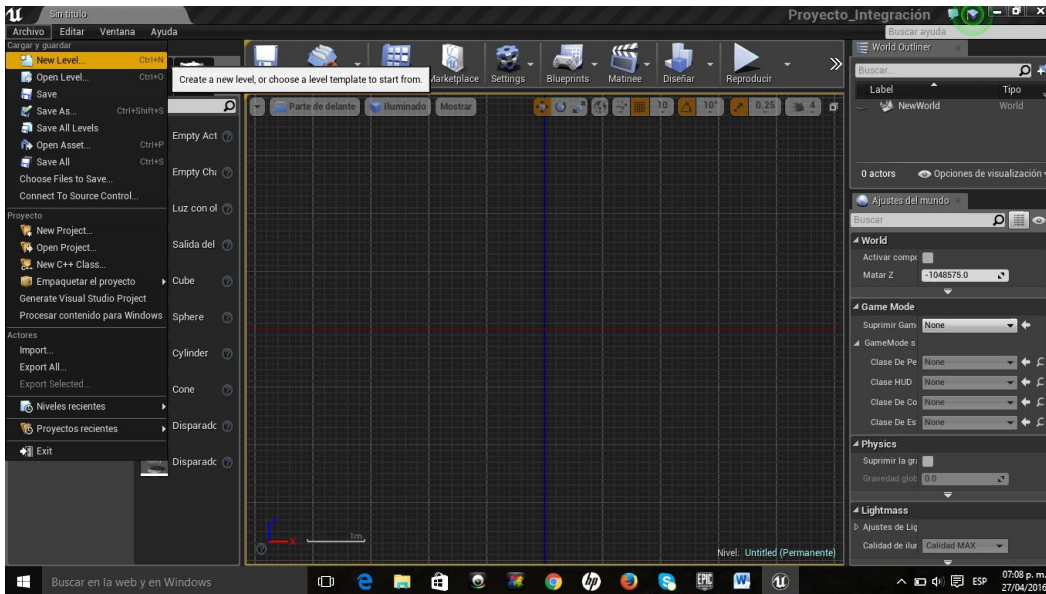 Sin título
Proyecto_Integración
Archivo Editar Ventana Ayuda
Buscar ayuda
Cargar y guardar
New Level... Ctrl+N
Open Level... Ctrl+O
Save
Save As... Ctrl+Shift+S
Save All Levels
Open Asset... Ctrl+P
Save All Ctrl+S
Choose Files to Save...
Connect To Source Control...
Proyecto
New Project...
Open Project...
New C++ Class...
Empaquetar el proyecto
Generate Visual Studio Project
Procesar contenido para Windows
Actores
Import...
Export All...
Export Selected...
Niveles recientes
Proyectos recientes
Exit
Create a new level, or choose a level template to start from.
Marketplace Settings Blueprints Matinee Diseñar Reproducir
Empty Act
Empty Cha
Luz con ol
Salida del
Cube
Sphere
Cylinder
Cone
Disparadc
Disparadc
Parte de delante Iluminado Mostrar 10 10° 0.25 4
X
1m
Nivel: Untitled (Permanente)
World Outliner
Buscar...
Label Tipo
NewWorld World
0 actors Opciones de visualización
Ajustes del mundo
Buscar
World
Activar compo
Matar Z -1048575.0
Game Mode
Suprimir Gam None
GameMode s
Clase De Pe None
Clase HUD None
Clase De Co None
Clase De Es None
Physics
Suprimir la gra
Gravedad glob 0.0
Lightmass
Ajustes de Lig
Calidad de ilur Calidad MAX
Buscar en la web y en Windows
hp
EPIC
W
ESP
07:08 p. m.
27/04/2016